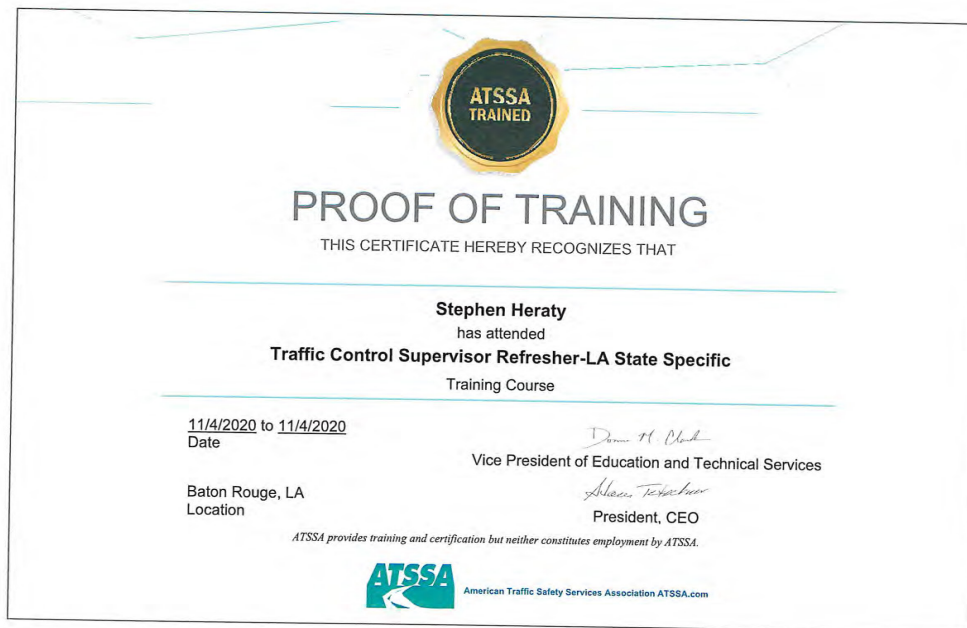 ATSSA
TRAINED
PROOF OF TRAINING
THIS CERTIFICATE HEREBY RECOGNIZES THAT
Stephen Heraty
has attended
Traffic Control Supervisor Refresher-LA State Specific
Training Course
11/4/2020 to 11/4/2020
Date
Donna M. Clark
Vice President of Education and Technical Services
Baton Rouge, LA
Location
President, CEO
ATSSA provides training and certification but neither constitutes employment by ATSSA.
ATSSA
American Traffic Safety Services Association ATSSA.com